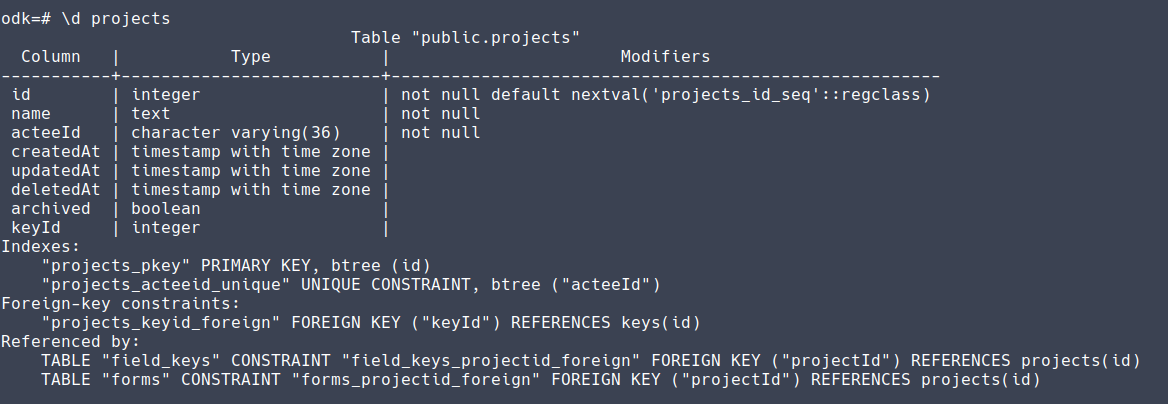 odk=# \d projects
                                   Table "public.projects"
  Column   |           Type           |                       Modifiers
-----------+--------------------------+-------------------------------------------------------
 id        | integer                  | not null default nextval('projects_id_seq'::regclass)
 name      | text                     | not null
 acteeId   | character varying(36)    | not null
 createdAt | timestamp with time zone |
 updatedAt | timestamp with time zone |
 deletedAt | timestamp with time zone |
 archived  | boolean                  |
 keyId     | integer                  |
Indexes:
    "projects_pkey" PRIMARY KEY, btree (id)
    "projects_acteeid_unique" UNIQUE CONSTRAINT, btree ("acteeId")
Foreign-key constraints:
    "projects_keyid_foreign" FOREIGN KEY ("keyId") REFERENCES keys(id)
Referenced by:
    TABLE "field_keys" CONSTRAINT "field_keys_projectid_foreign" FOREIGN KEY ("projectId") REFERENCES projects(id)
    TABLE "forms" CONSTRAINT "forms_projectid_foreign" FOREIGN KEY ("projectId") REFERENCES projects(id)